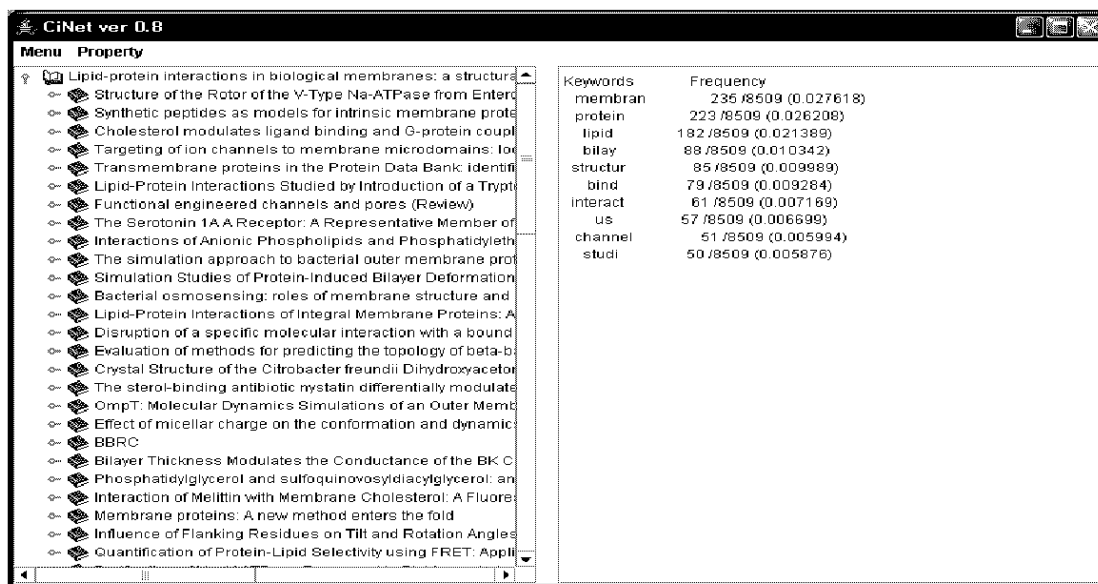 CiNet ver 0.8
Menu Property
Lipid-protein interactions in biological membranes: a structura
Structure of the Rotor of the V-Type Na-ATPase from Enterc
Synthetic peptides as models for intrinsic membrane prote
Cholesterol modulates ligand binding and G-protein coupl
Targeting of ion channels to membrane microdomains: loc
Transmembrane proteins in the Protein Data Bank: identifi
Lipid-Protein Interactions Studied by Introduction of a Trypt
Functional engineered channels and pores (Review)
The Serotonin 1A A Receptor: A Representative Member of
Interactions of Anionic Phospholipids and Phosphatidyleth
The simulation approach to bacterial outer membrane prot
Simulation Studies of Protein-Induced Bilayer Deformation
Bacterial osmosensing: roles of membrane structure and
Lipid-Protein Interactions of Integral Membrane Proteins: A
Disruption of a specific molecular interaction with a bound
Evaluation of methods for predicting the topology of beta-b
Crystal Structure of the Citrobacter freundii Dihydroxyaceto
The sterol-binding antibiotic nystatin differentially modulate
OmpT: Molecular Dynamics Simulations of an Outer Memb
Effect of micellar charge on the conformation and dynamic
BBRC
Bilayer Thickness Modulates the Conductance of the BK C
Phosphatidylglycerol and sulfoquinovosyldiacylglycerol: an
Interaction of Melittin with Membrane Cholesterol: A Fluore
Membrane proteins: A new method enters the fold
Influence of Flanking Residues on Tilt and Rotation Angles
Quantification of Protein-Lipid Selectivity using FRET: Appli
Keywords Frequency
membran 235 /8509 (0.027618)
protein 223 /8509 (0.026208)
lipid 182 /8509 (0.021389)
bilay 88 /8509 (0.010342)
structur 85 /8509 (0.009989)
bind 79 /8509 (0.009284)
interact 61 /8509 (0.007169)
us 57 /8509 (0.006699)
channel 51 /8509 (0.005994)
studi 50 /8509 (0.005876)